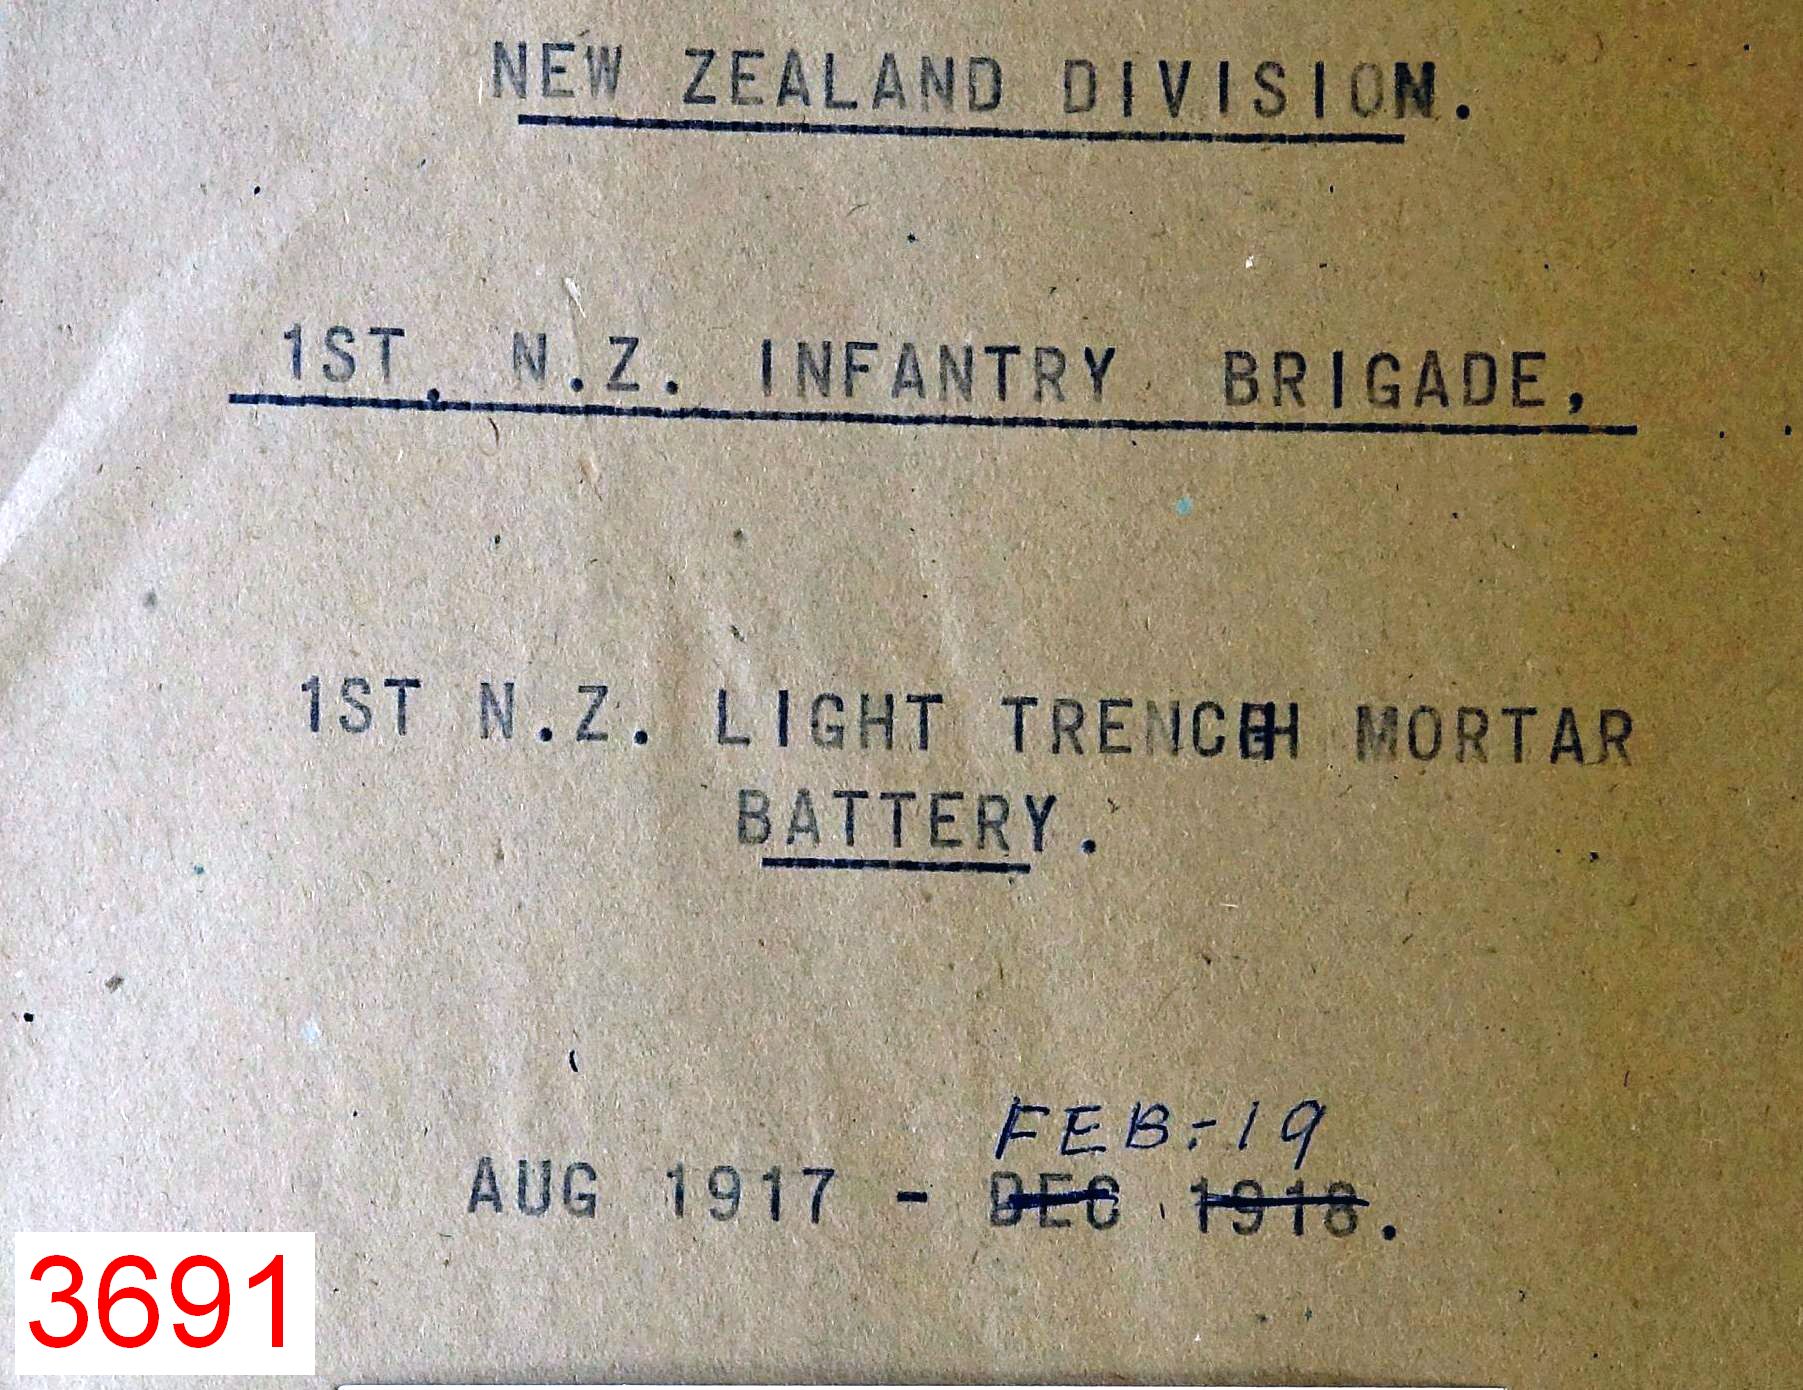 NEW ZEALAND DIVISION.
1ST. N.Z. INFANTRY BRIGADE,
1ST N.Z. LIGHT TRENCH MORTAR
BATTERY.
FEB:-19
AUG 1917 - DEC 1918.
3691